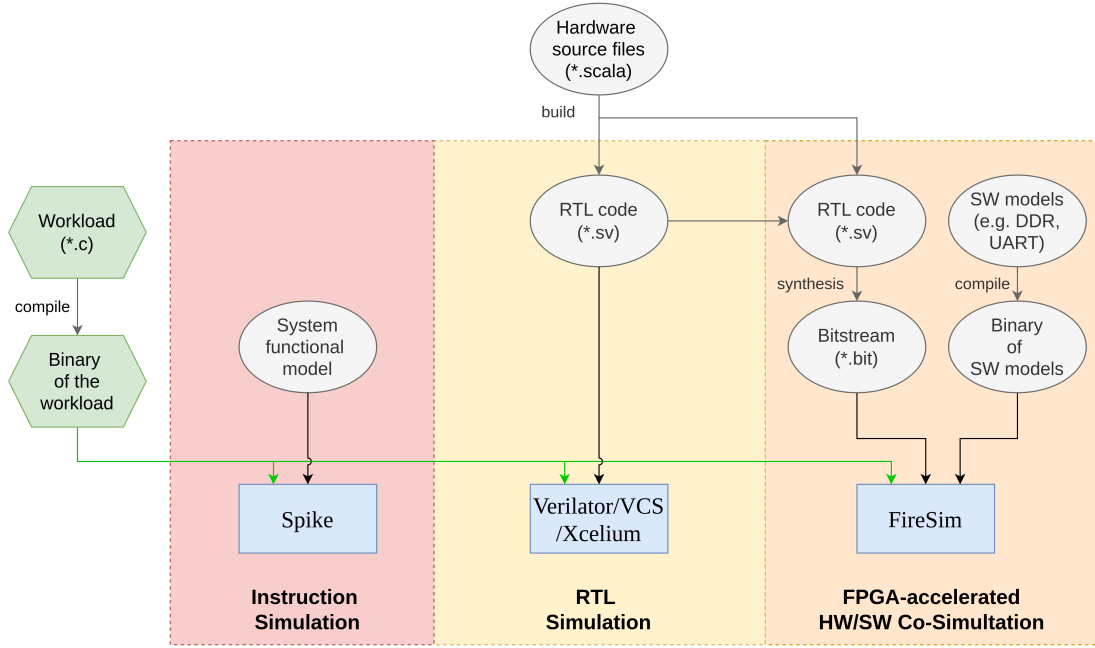 Hardware
source files
(*.scala)
build
Workload
(*.c)
compile
Binary
of the
workload
System
functional
model
RTL code
(*.sv)
RTL code
(*.sv)
SW models
(e.g. DDR,
UART)
synthesis
compile
Bitstream
(*.bit)
Binary
of
SW models
Spike
Verilator/VCS
/Xcelium
FireSim
Instruction
Simulation
RTL
Simulation
FPGA-accelerated
HW/SW Co-Simultation